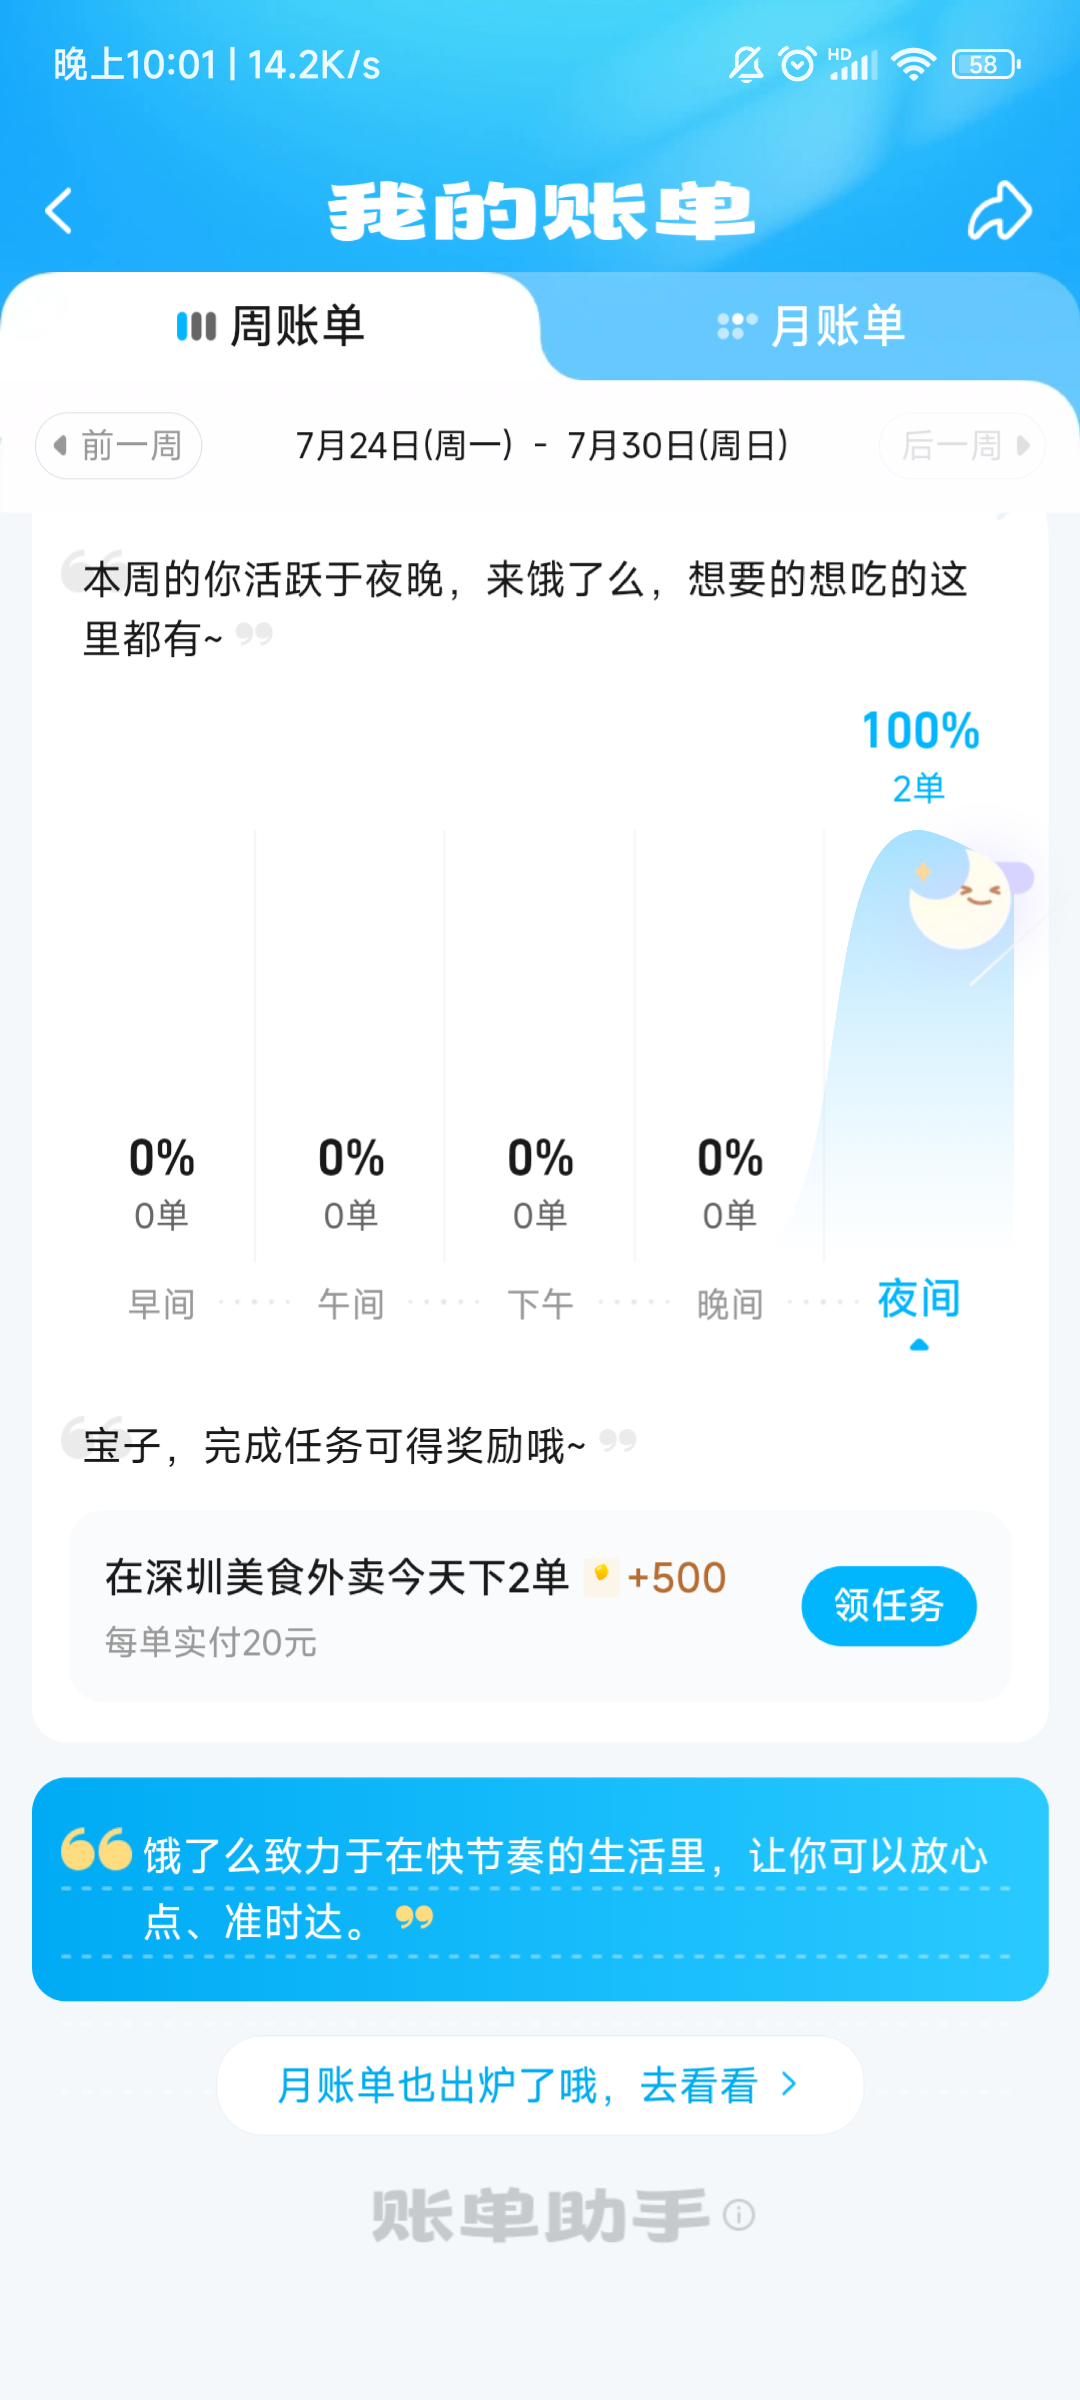 晚上10:01 | 14.2K/s HD 58
我的账单
周账单 月账单
前一周 7月24日(周一) - 7月30日(周日) 后一周
“本周的你活跃于夜晚，来饿了么，想要的想吃的这
里都有~”
100%
2单
0% 0% 0% 0%
0单 0单 0单 0单
早间 ····· 午间 ····· 下午 ····· 晚间 ····· 夜间
“宝子，完成任务可得奖励哦~”
在深圳美食外卖今天下2单 +500
每单实付20元
领任务
“饿了么致力于在快节奏的生活里，让你可以放心
点、准时达。”
月账单也出炉了哦，去看看 >
账单助手